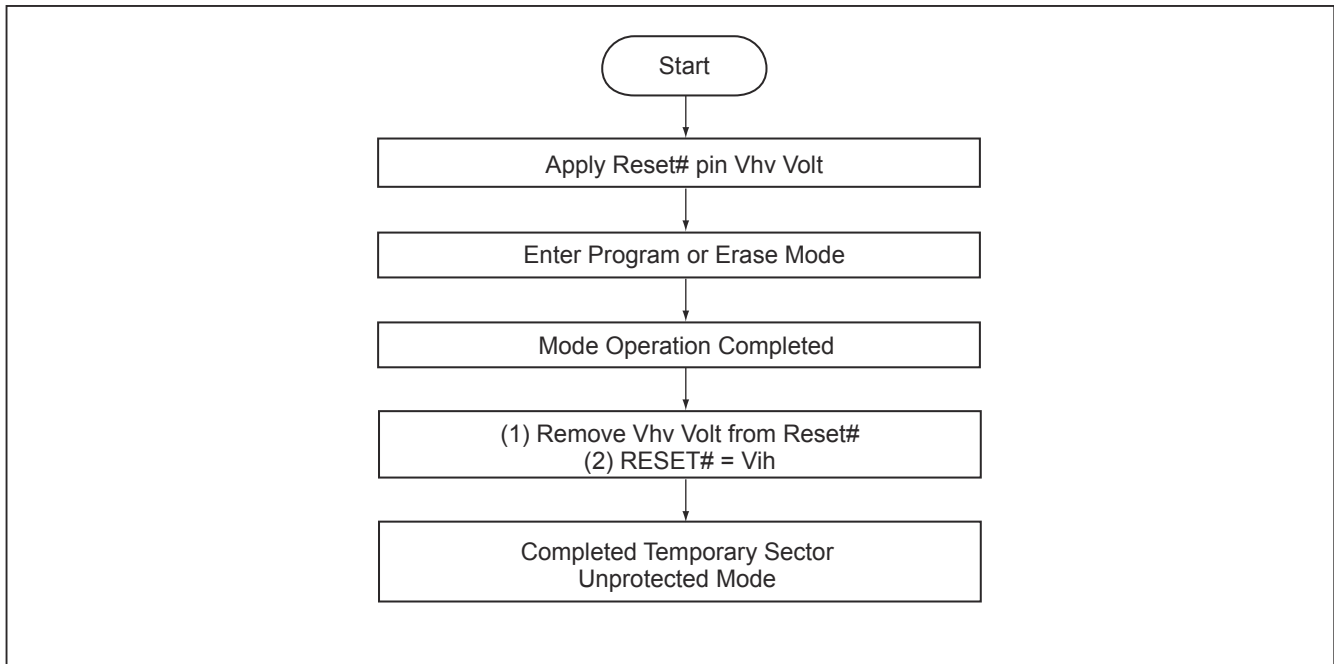 Start
Apply Reset# pin Vhv Volt
Enter Program or Erase Mode
Mode Operation Completed
(1) Remove Vhv Volt from Reset#
(2) RESET# = Vih
Completed Temporary Sector
Unprotected Mode